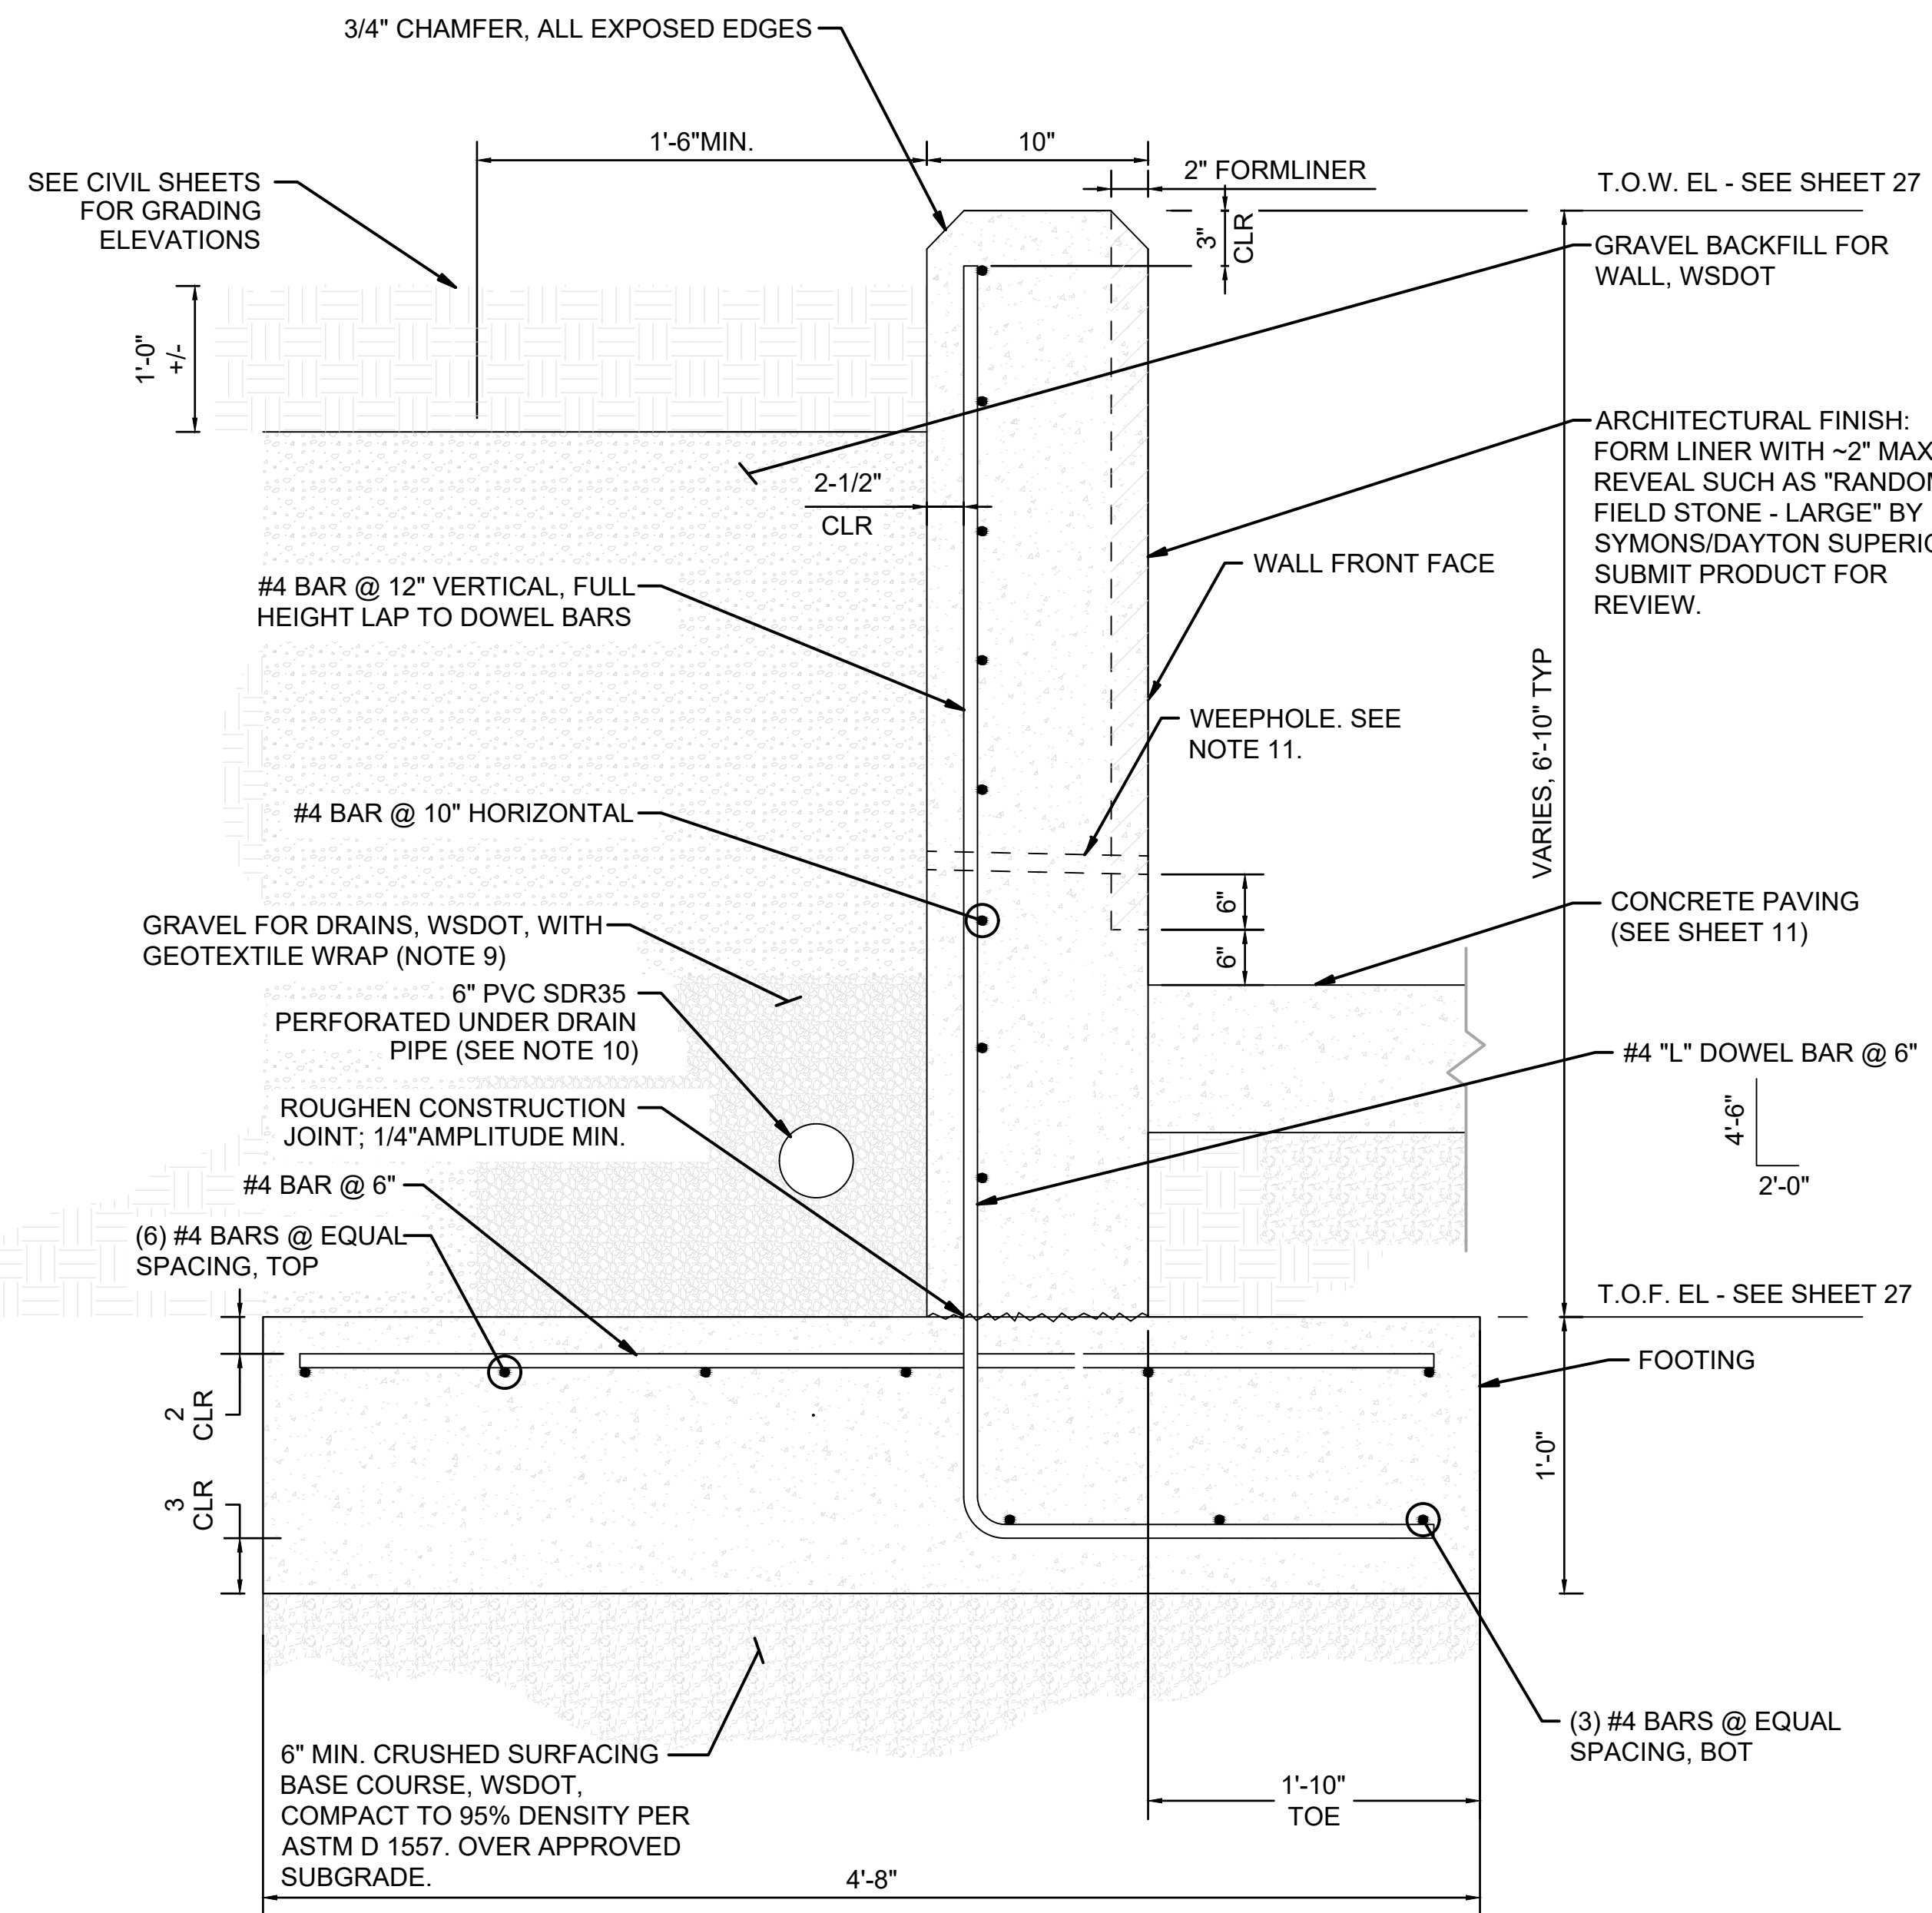 3/4" CHAMFER, ALL EXPOSED EDGES
1'-6"MIN.
10"
2" FORMLINER
SEE CIVIL SHEETS
FOR GRADING
ELEVATIONS
T.O.W. EL - SEE SHEET 27
3"
CLR
GRAVEL BACKFILL FOR
WALL, WSDOT
1'-0"
+/-
ARCHITECTURAL FINISH:
FORM LINER WITH ~2" MAX
REVEAL SUCH AS
FIELD STONE - LARGE" BY
SYMONS/DAYTON
SUBMIT PRODUCT FOR
REVIEW.
2-1/2"
CLR
WALL FRONT FACE
#4 BAR @ 12" VERTICAL, FULL
HEIGHT LAP TO DOWEL BARS
WEEPHOLE. SEE
NOTE 11.
VARIES, 6'-10" TYP
#4 BAR @ 10" HORIZONTAL
6"
6"
CONCRETE PAVING
(SEE SHEET 11)
GRAVEL FOR DRAINS, WSDOT, WITH
GEOTEXTILE WRAP (NOTE 9)
6" PVC SDR35
PERFORATED UNDER DRAIN
PIPE (SEE NOTE 10)
#4 "L" DOWEL BAR @ 6"
4'-6"
2'-0"
ROUGHEN CONSTRUCTION
JOINT; 1/4"AMPLITUDE MIN.
#4 BAR @ 6"
(6) #4 BARS @ EQUAL
SPACING, TOP
T.O.F. EL - SEE SHEET 27
FOOTING
2
CLR
3
CLR
1'-0"
(3) #4 BARS @ EQUAL
SPACING, BOT
6" MIN. CRUSHED SURFACING
BASE COURSE, WSDOT,
COMPACT TO 95% DENSITY PER
ASTM D 1557. OVER APPROVED
SUBGRADE.
1'-10"
TOE
4'-8"